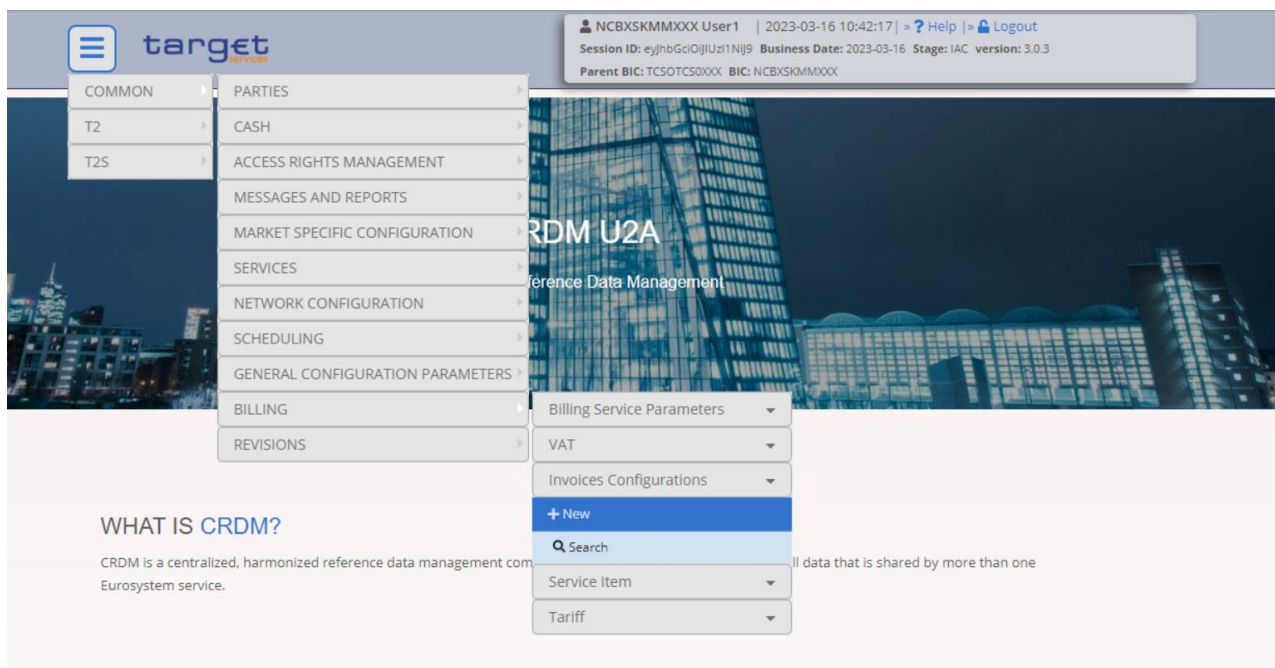 NCBXSKMMXXX User1 | 2023-03-16 10:42:17| » ? Help |» Logout
Session ID: eyJhbGciOiJIUzI1NiJ9 Business Date: 2023-03-16 Stage: IAC version: 3.0.3
Parent BIC: TCSOTCS0XXX BIC: NCBXSKMMXXX
target
services
COMMON
T2
T2S
PARTIES
CASH
ACCESS RIGHTS MANAGEMENT
MESSAGES AND REPORTS
MARKET SPECIFIC CONFIGURATION
SERVICES
NETWORK CONFIGURATION
SCHEDULING
GENERAL CONFIGURATION PARAMETERS
BILLING
REVISIONS
RDM U2A
ference Data Management
Billing Service Parameters
VAT
Invoices Configurations
+ New
Search
Service Item
Tariff
WHAT IS CRDM?
CRDM is a centralized, harmonized reference data management com ll data that is shared by more than one
Eurosystem service.